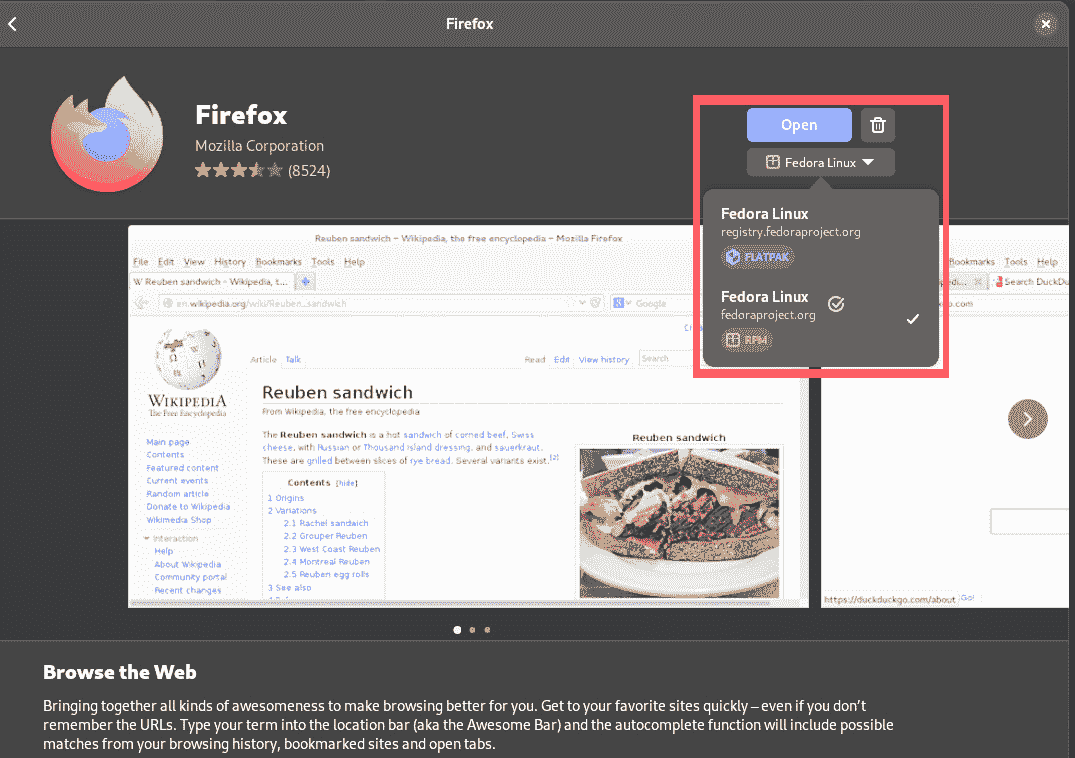 Firefox
Firefox
Mozilla Corporation
(8524)
Open
Fedora Linux
Fedora Linux
registry.fedoraproject.org
FLATPAK
Fedora Linux
fedoraproject.org
RPM
Reuben sandwich – Wikipedia, the free encyclopedia – Mozilla Firefox
File Edit View History Bookmarks Tools Help
W Reuben sandwich - Wikipedia, t...
en.wikipedia.org/wiki/Reuben_sandwich
Google
WIKIPEDIA
The Free Encyclopedia
Article Talk
Read Edit View history
Search
Reuben sandwich
From Wikipedia, the free encyclopedia
The Reuben sandwich is a hot sandwich of corned beef, Swiss
cheese, with Russian or Thousand Island dressing, and sauerkraut.
These are grilled between slices of rye bread. Several variants exist.[2]
Contents [hide]
1 Origins
2 Variations
2.1 Rachel sandwich
2.2 Grouper Reuben
2.3 West Coast Reuben
2.4 Montreal Reuben
2.5 Reuben egg rolls
3 See also
Reuben sandwich
Main page
Contents
Featured content
Current events
Random article
Donate to Wikipedia
Wikimedia Shop
Interaction
Help
About Wikipedia
Community portal
Recent changes
Bookmarks Tools Help
Search DuckDu
https://duckduckgo.com/about
Go!
Browse the Web
Bringing together all kinds of awesomeness to make browsing better for you. Get to your favorite sites quickly – even if you don’t
remember the URLs. Type your term into the location bar (aka the Awesome Bar) and the autocomplete function will include possible
matches from your browsing history, bookmarked sites and open tabs.